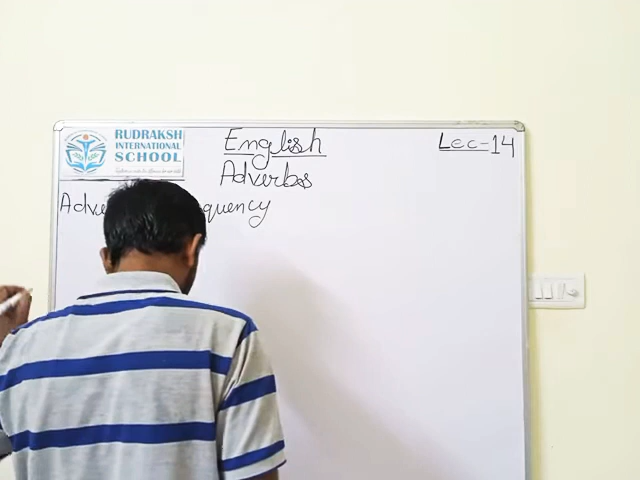 RUDRAKSH
INTERNATIONAL
SCHOOL
English
Lec-14
Adverbs
Adve quency